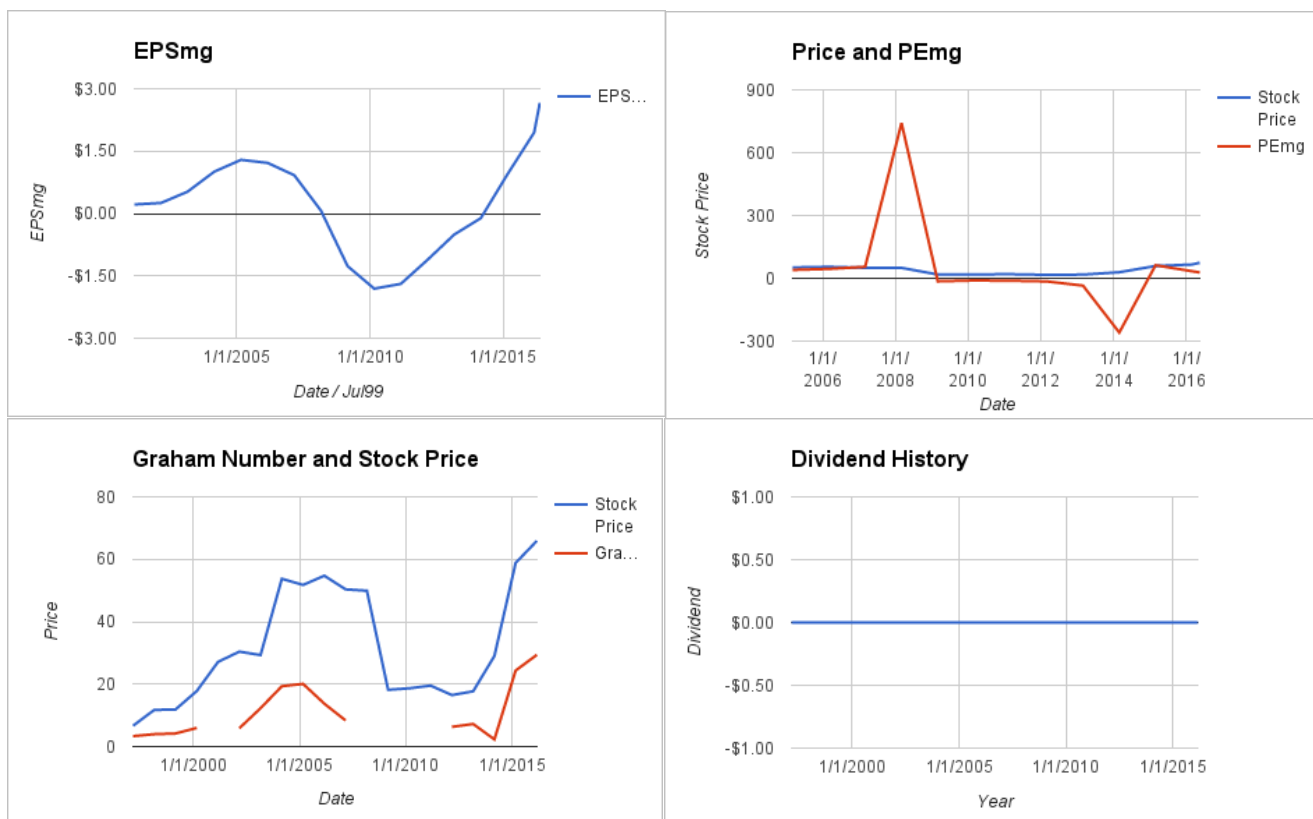 EPSmg
$3.00
$1.50
$0.00
-$1.50
-$3.00
EPSmg
1/1/2005
1/1/2010
1/1/2015
Date / Jul99
EPS...
Price and PEmg
900
600
300
0
-300
Stock Price
1/1/
2006
1/1/
2008
1/1/
2010
1/1/
2012
1/1/
2014
1/1/
2016
Date
Stock
Price
PEmg
Graham Number and Stock Price
80
60
40
20
0
Price
1/1/2000
1/1/2005
1/1/2010
1/1/2015
Date
Stock
Price
Gra...
Dividend History
$1.00
$0.50
$0.00
-$0.50
-$1.00
Dividend
1/1/2000
1/1/2005
1/1/2010
1/1/2015
Year